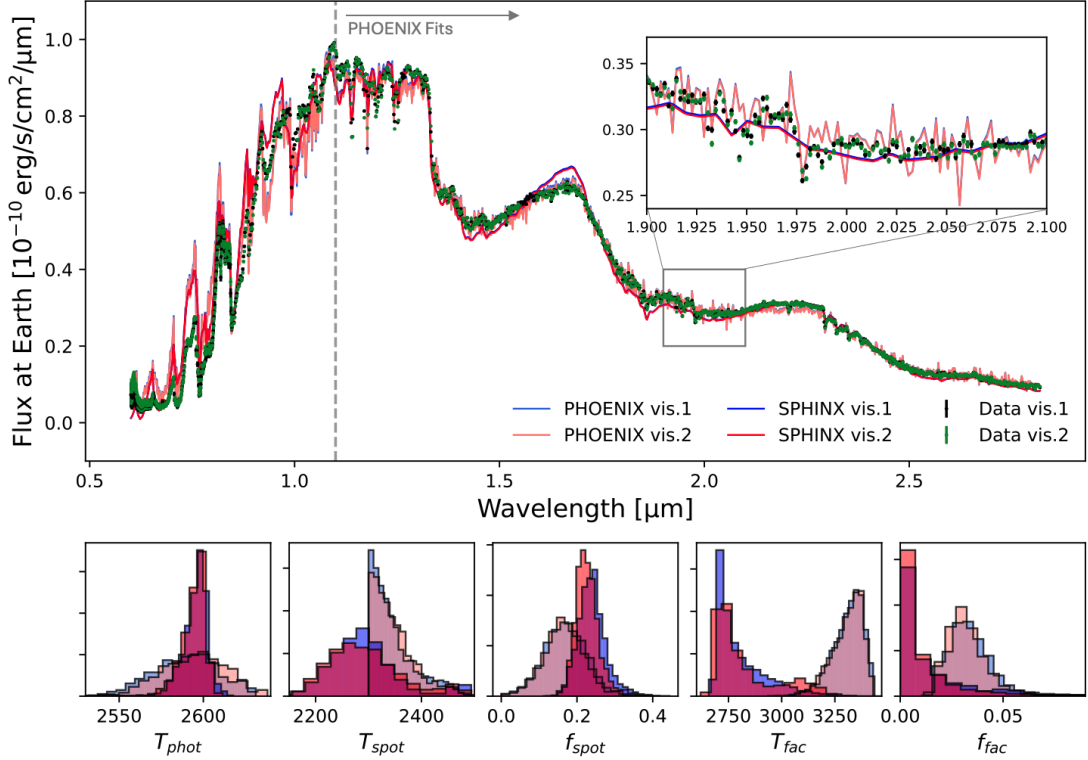 PHOENIX Fits
Flux at Earth [10⁻¹⁰ erg/s/cm²/μm]
1.0
0.8
0.6
0.4
0.2
0.0
0.35
0.30
0.25
1.900 1.925 1.950 1.975 2.000 2.025 2.050 2.075 2.100
PHOENIX vis.1 SPHINX vis.1 Data vis.1
PHOENIX vis.2 SPHINX vis.2 Data vis.2
0.5 1.0 1.5 2.0 2.5
Wavelength [μm]
2550 2600 2200 2400 0.0 0.2 0.4 2750 3000 3250 0.00 0.05
T_phot T_spot f_spot T_fac f_fac